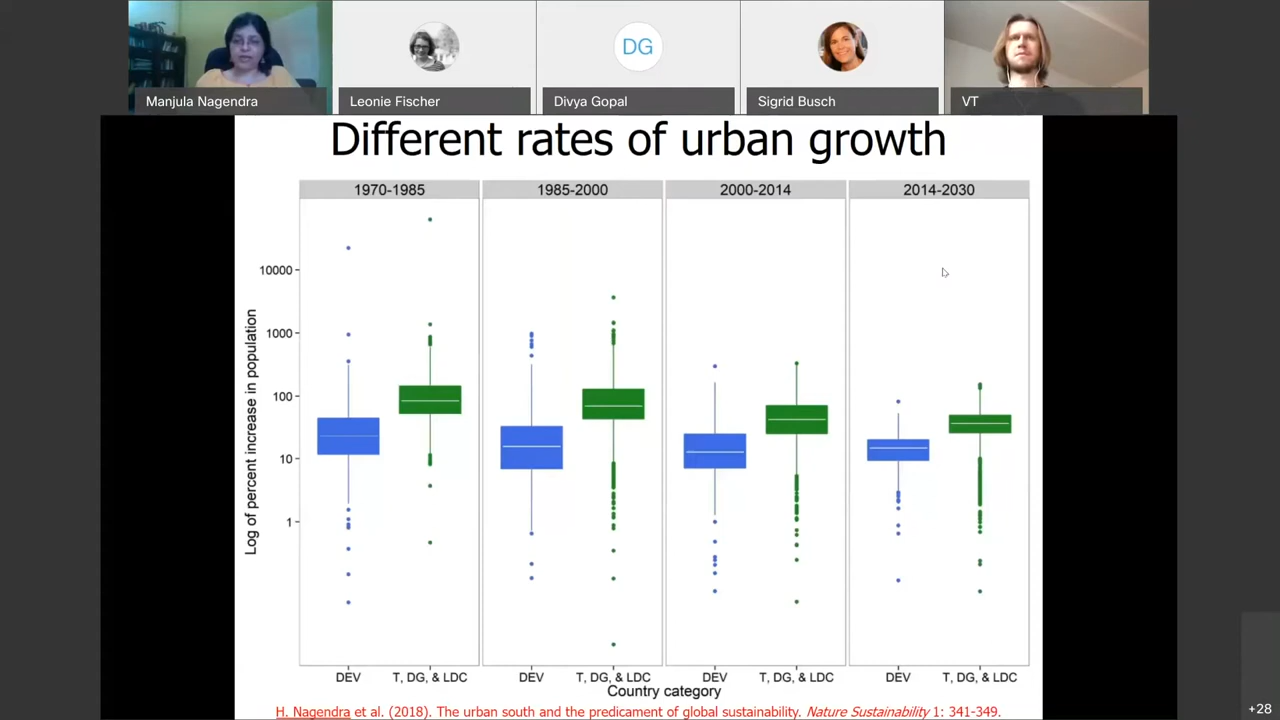 DG
Manjula Nagendra
Leonie Fischer
Divya Gopal
Sigrid Busch
VT
Different rates of urban growth
1970-1985
1985-2000
2000-2014
2014-2030
Log of percent increase in population
10000
1000
100
10
1
DEV
T, DG, & LDC
DEV
T, DG, & LDC
DEV
T, DG, & LDC
DEV
T, DG, & LDC
Country category
H. Nagendra et al. (2018). The urban south and the predicament of global sustainability. Nature Sustainability 1: 341-349.
+28